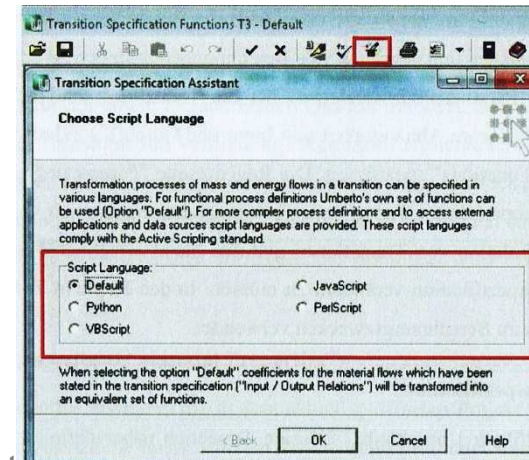 Transition Specification Functions T3 - Default
Transition Specification Assistant
Choose Script Language
Transformation processes of mass and energy flows in a transition can be specified in
various languages. For functional process definitions Umberto's own set of functions can
be used (Option "Default"). For more complex process definitions and to access external
applications and data sources script languages are provided. These script languges
comply with the Active Scripting standard.
Script Language:
Default
JavaScript
Python
PerlScript
VBScript
When selecting the option "Default" coefficients for the material flows which have been
stated in the transition specification ("Input / Output Relations") will be transformed into
an equivalent set of functions.
Back
OK
Cancel
Help